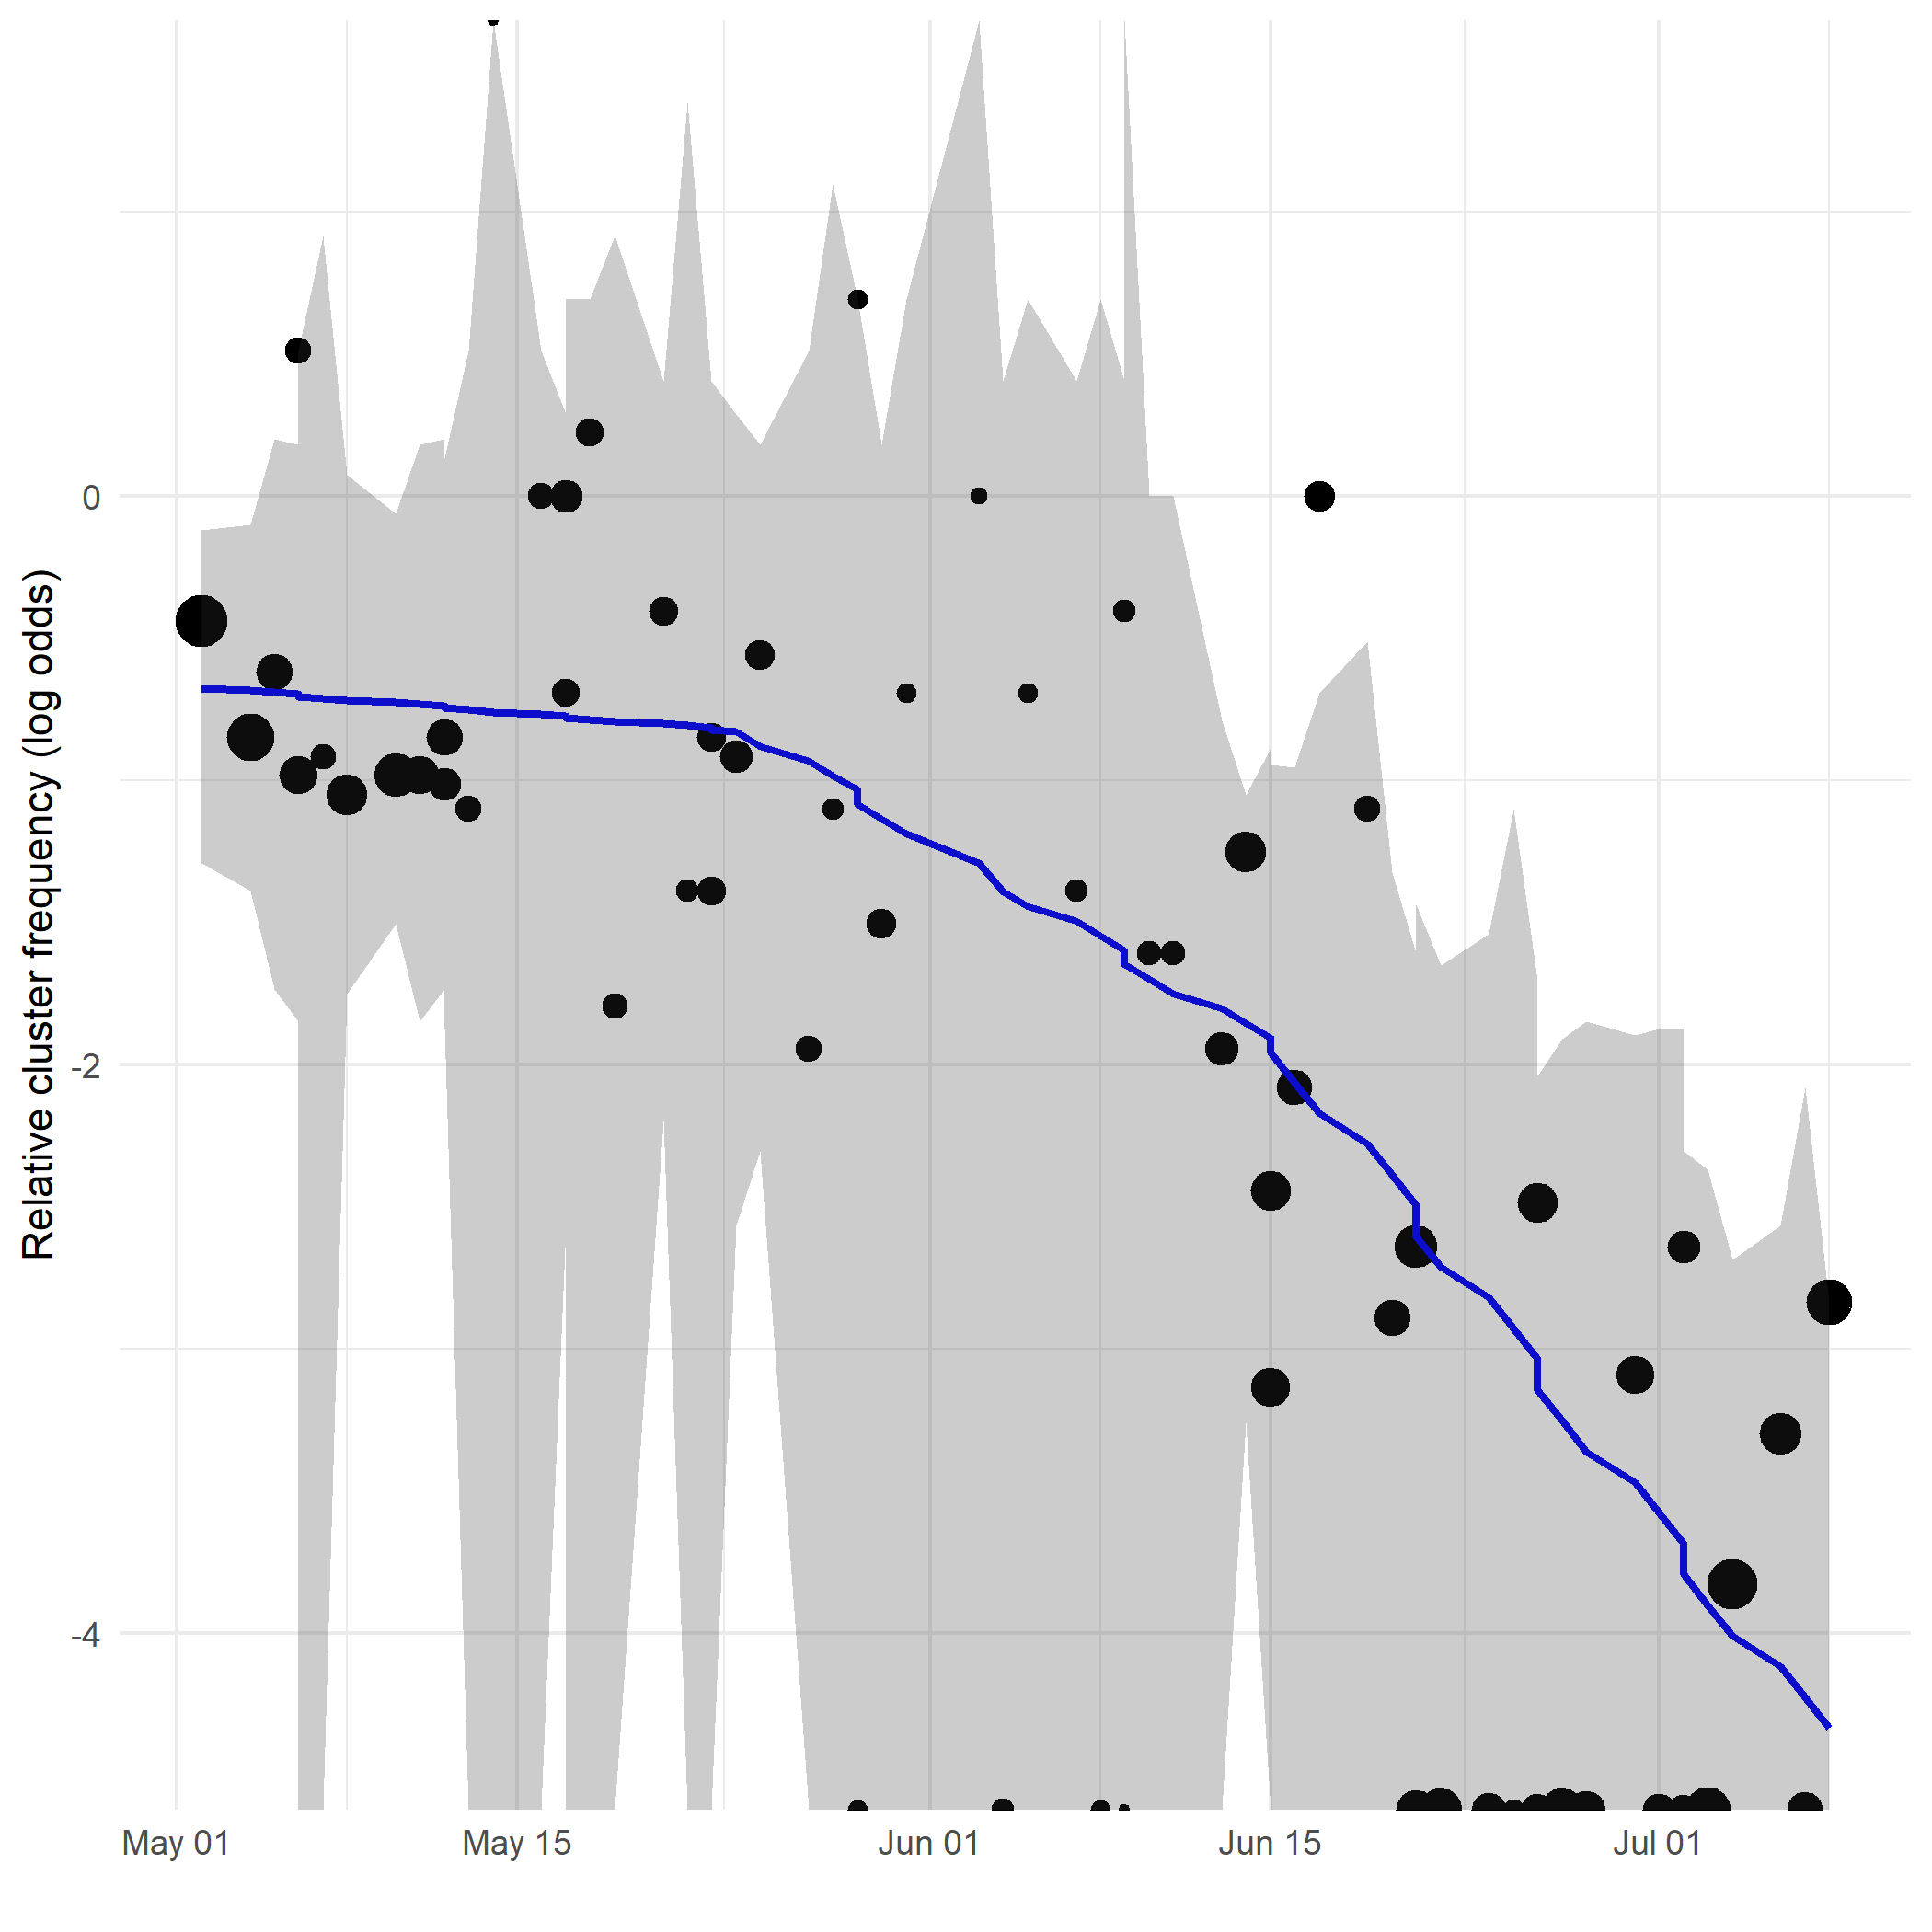 Relative cluster frequency (log odds)
0
-2
-4
May 01
May 15
Jun 01
Jun 15
Jul 01